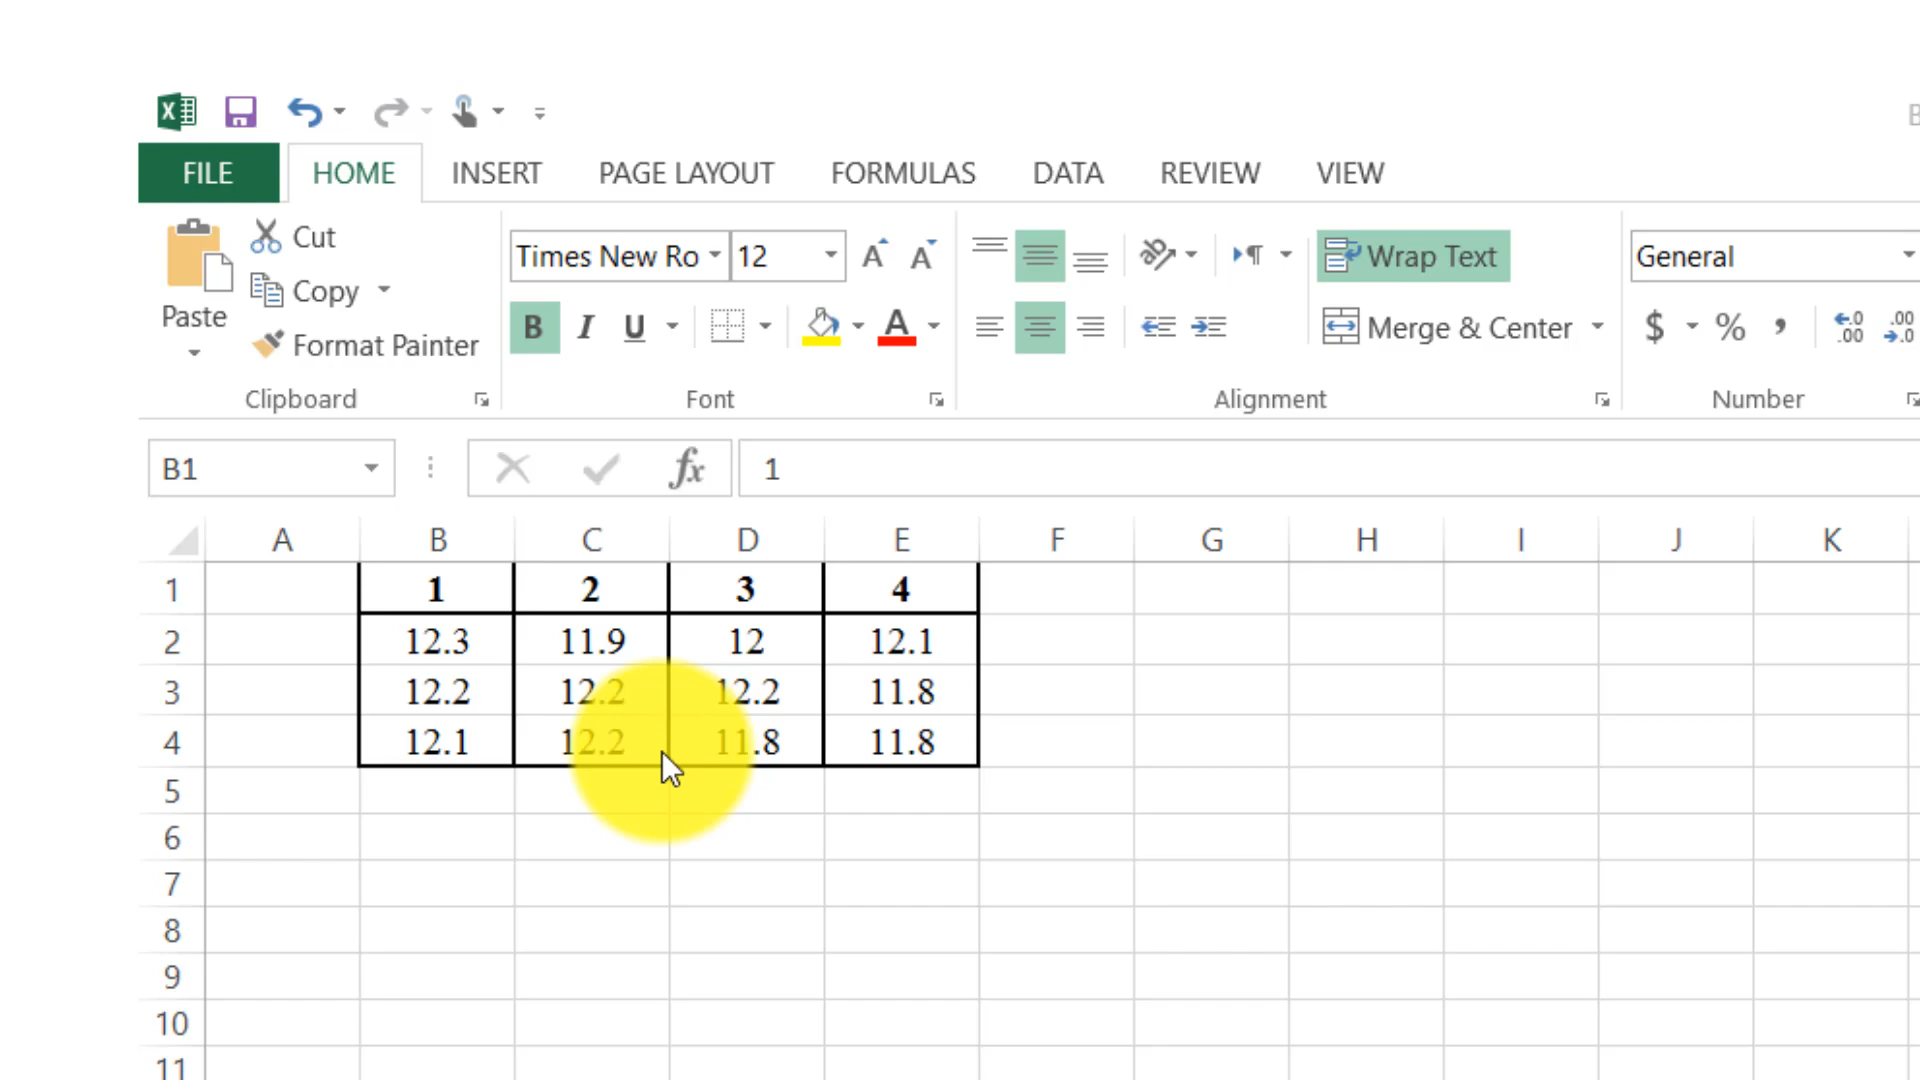 B
FILE HOME INSERT PAGE LAYOUT FORMULAS DATA REVIEW VIEW
Cut
Copy
Format Painter
Paste
Clipboard
Times New Ro 12
B I U A
Font
Wrap Text
Merge & Center
Alignment
General
$ % ,
Number
B1 fx 1
A B C D E F G H I J K
1 1 2 3 4
2 12.3 11.9 12 12.1
3 12.2 12.2 12.2 11.8
4 12.1 12.2 11.8 11.8
5
6
7
8
9
10
11